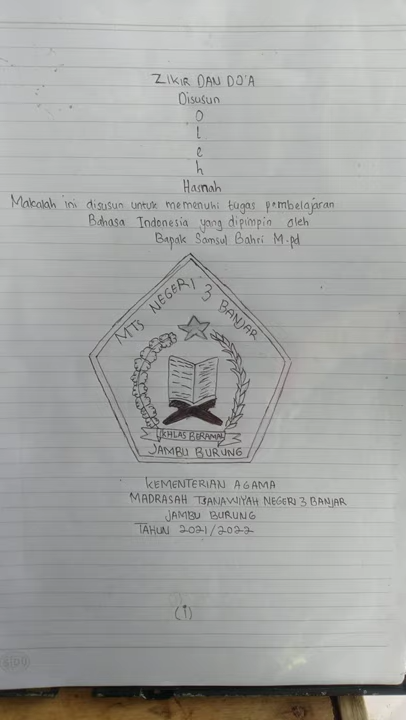 ZIKIR DAN DO'A
Disusun
O
l
e
h
Hasnah
Makalah ini disusun untuk memenuhi tugas pembelajaran
Bahasa Indonesia yang dipimpin oleh
Bapak Samsul Bahri M.pd
MTs NEGERI 3 BANJAR
IKHLAS BERAMAL
JAMBU BURUNG
KEMENTERIAN AGAMA
MADRASAH TSANAWIYAH NEGERI 3 BANJAR
JAMBU BURUNG
TAHUN 2021/2022
(i)